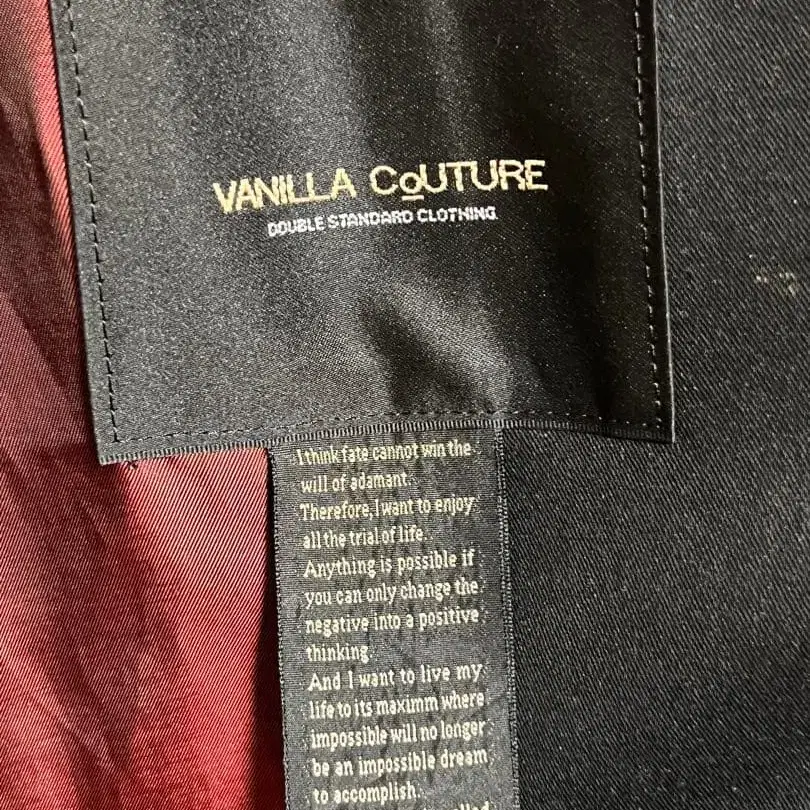 VANILLA CoUTURE
DOUBLE STANDARD CLOTHING
I think fate cannot win the
will of adamant.
Therefore, I want to enjoy
all the trial of life.
Anything is possible if
you can only change the
negative into a positive
thinking.
And I want to live my
life to its maximm where
impossible will no longer
be an impossible dream
to accomplish.